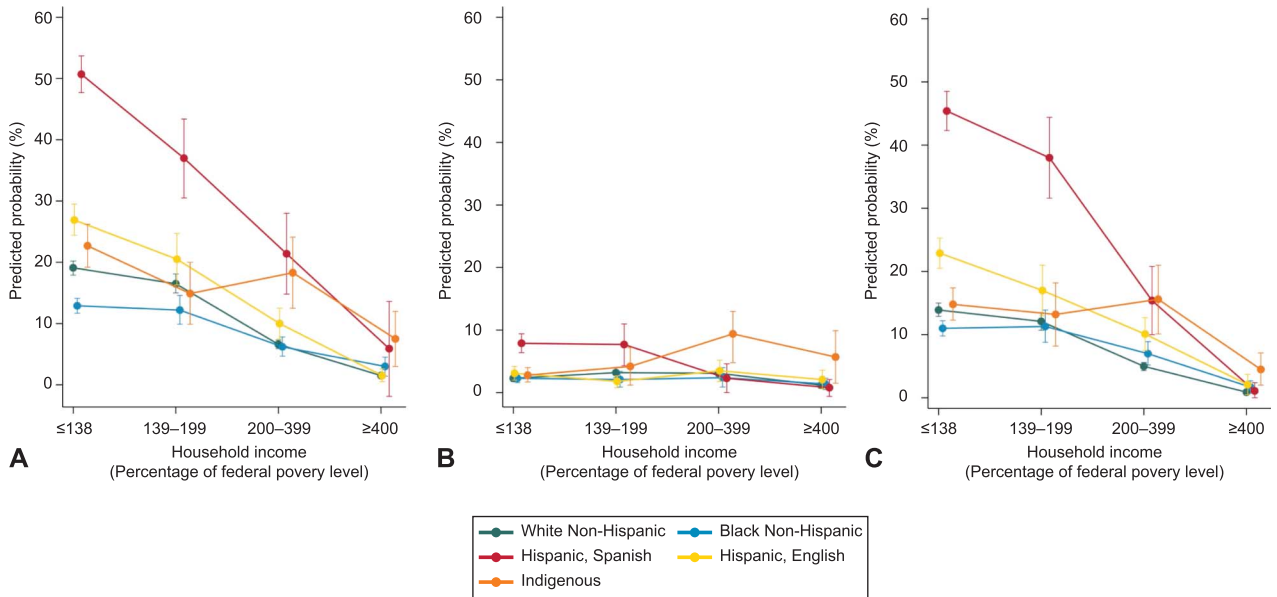 Predicted probability (%)
60
50
40
30
20
10
0
≤138
139–199
200–399
≥400
Household income
(Percentage of federal povery level)
A
Predicted probability (%)
60
50
40
30
20
10
0
≤138
139–199
200–399
≥400
Household income
(Percentage of federal povery level)
B
Predicted probability (%)
60
50
40
30
20
10
0
≤138
139–199
200–399
≥400
Household income
(Percentage of federal povery level)
C
White Non-Hispanic
Black Non-Hispanic
Hispanic, Spanish
Hispanic, English
Indigenous